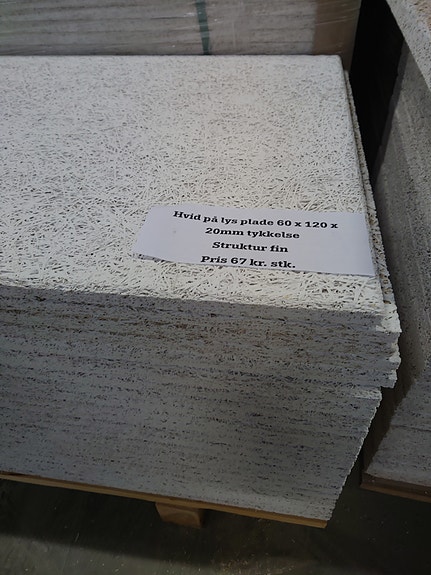 Hvid på lys plade 60 x 120 x
20mm tykkelse
Struktur fin
Pris 67 kr. stk.